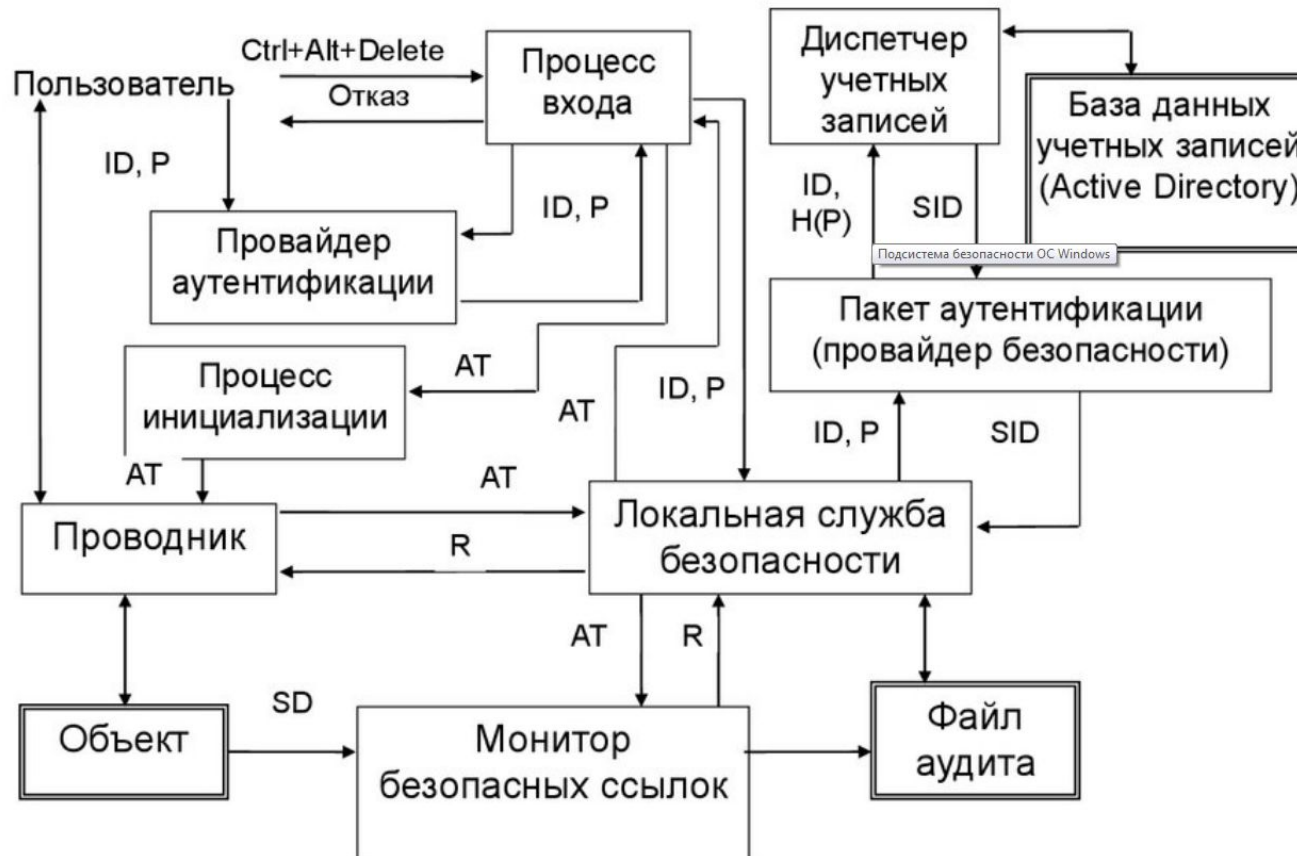 Ctrl+Alt+Delete
Пользователь
Отказ
Процесс
входа
Диспетчер
учетных
записей
База данных
учетных записей
(Active Directory)
ID, P
ID, P
ID,
H(P)
SID
Провайдер
аутентификации
Подсистема безопасности ОС Windows
Пакет аутентификации
(провайдер безопасности)
Процесс
инициализации
AT
AT
ID, P
ID, P
SID
AT
AT
Проводник
R
Локальная служба
безопасности
AT
R
SD
Объект
Монитор
безопасных ссылок
Файл
аудита